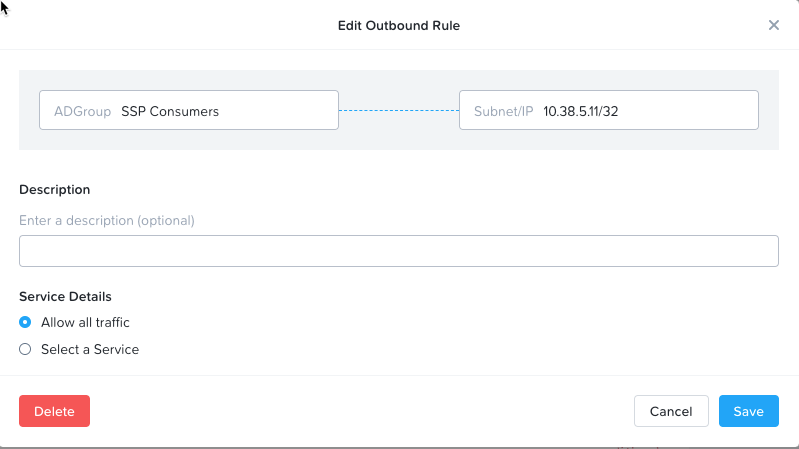 Edit Outbound Rule
ADGroup SSP Consumers
Subnet/IP 10.38.5.11/32
Description
Enter a description (optional)
Service Details
Allow all traffic
Select a Service
Delete
Cancel
Save